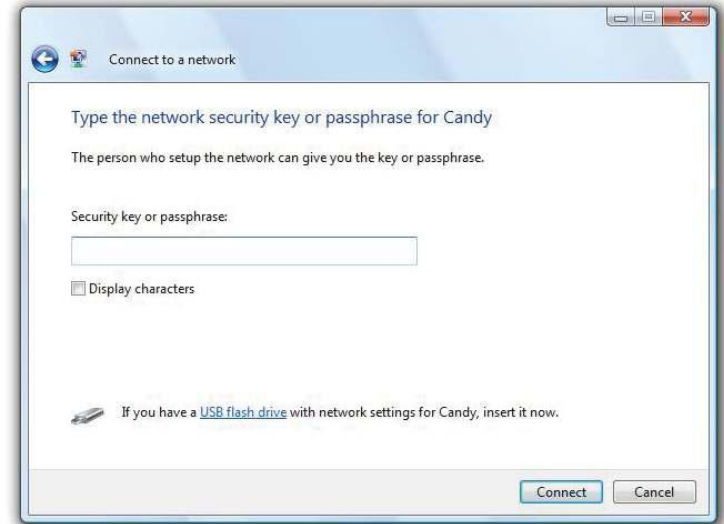 Connect to a network
Type the network security key or passphrase for Candy
The person who setup the network can give you the key or passphrase.
Security key or passphrase:
Display characters
If you have a USB flash drive with network settings for Candy, insert it now.
Connect Cancel